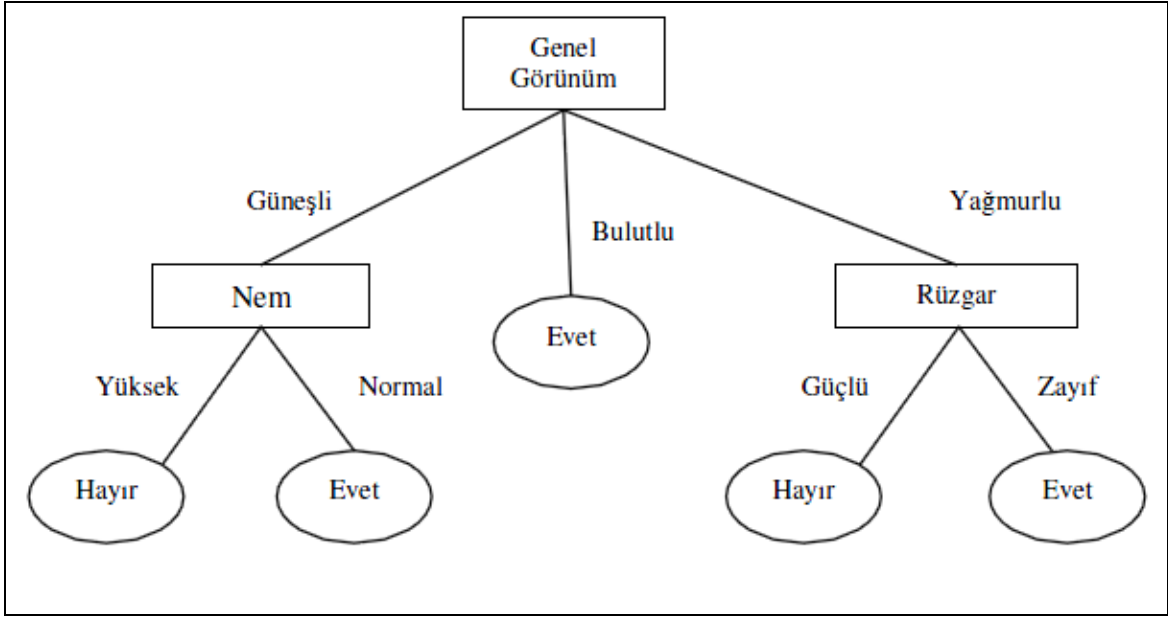 Genel
Görünüm
Güneşli
Bulutlu
Yağmurlu
Nem
Evet
Rüzgar
Yüksek
Normal
Güçlü
Zayıf
Hayır
Evet
Hayır
Evet